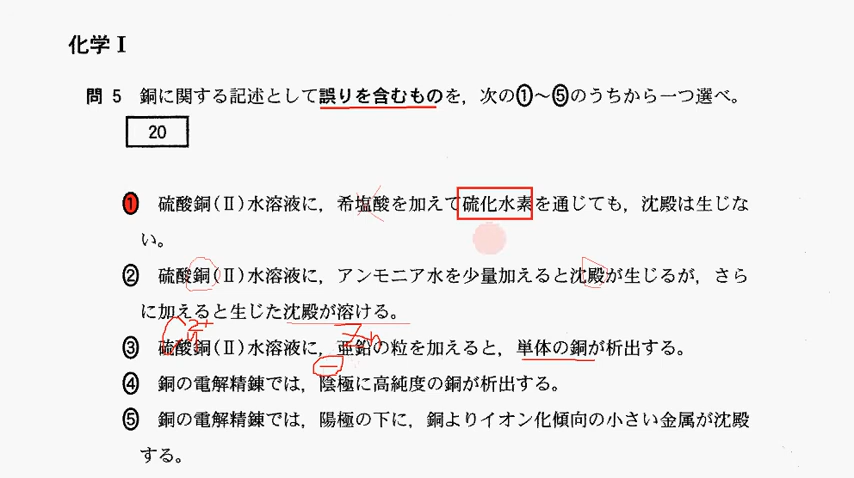 化学Ⅰ
問 5 銅に関する記述として誤りを含むものを，次の①～⑤のうちから一つ選べ。
20
① 硫酸銅(Ⅱ)水溶液に，希塩酸を加えて硫化水素を通じても，沈殿は生じな
い。
② 硫酸銅(Ⅱ)水溶液に，アンモニア水を少量加えると沈殿が生じるが，さら
に加えると生じた沈殿が溶ける。
Cu2+ Zn
③ 硫酸銅(Ⅱ)水溶液に，亜鉛の粒を加えると，単体の銅が析出する。
④ 銅の電解精錬では，陰極に高純度の銅が析出する。
⑤ 銅の電解精錬では，陽極の下に，銅よりイオン化傾向の小さい金属が沈殿
する。